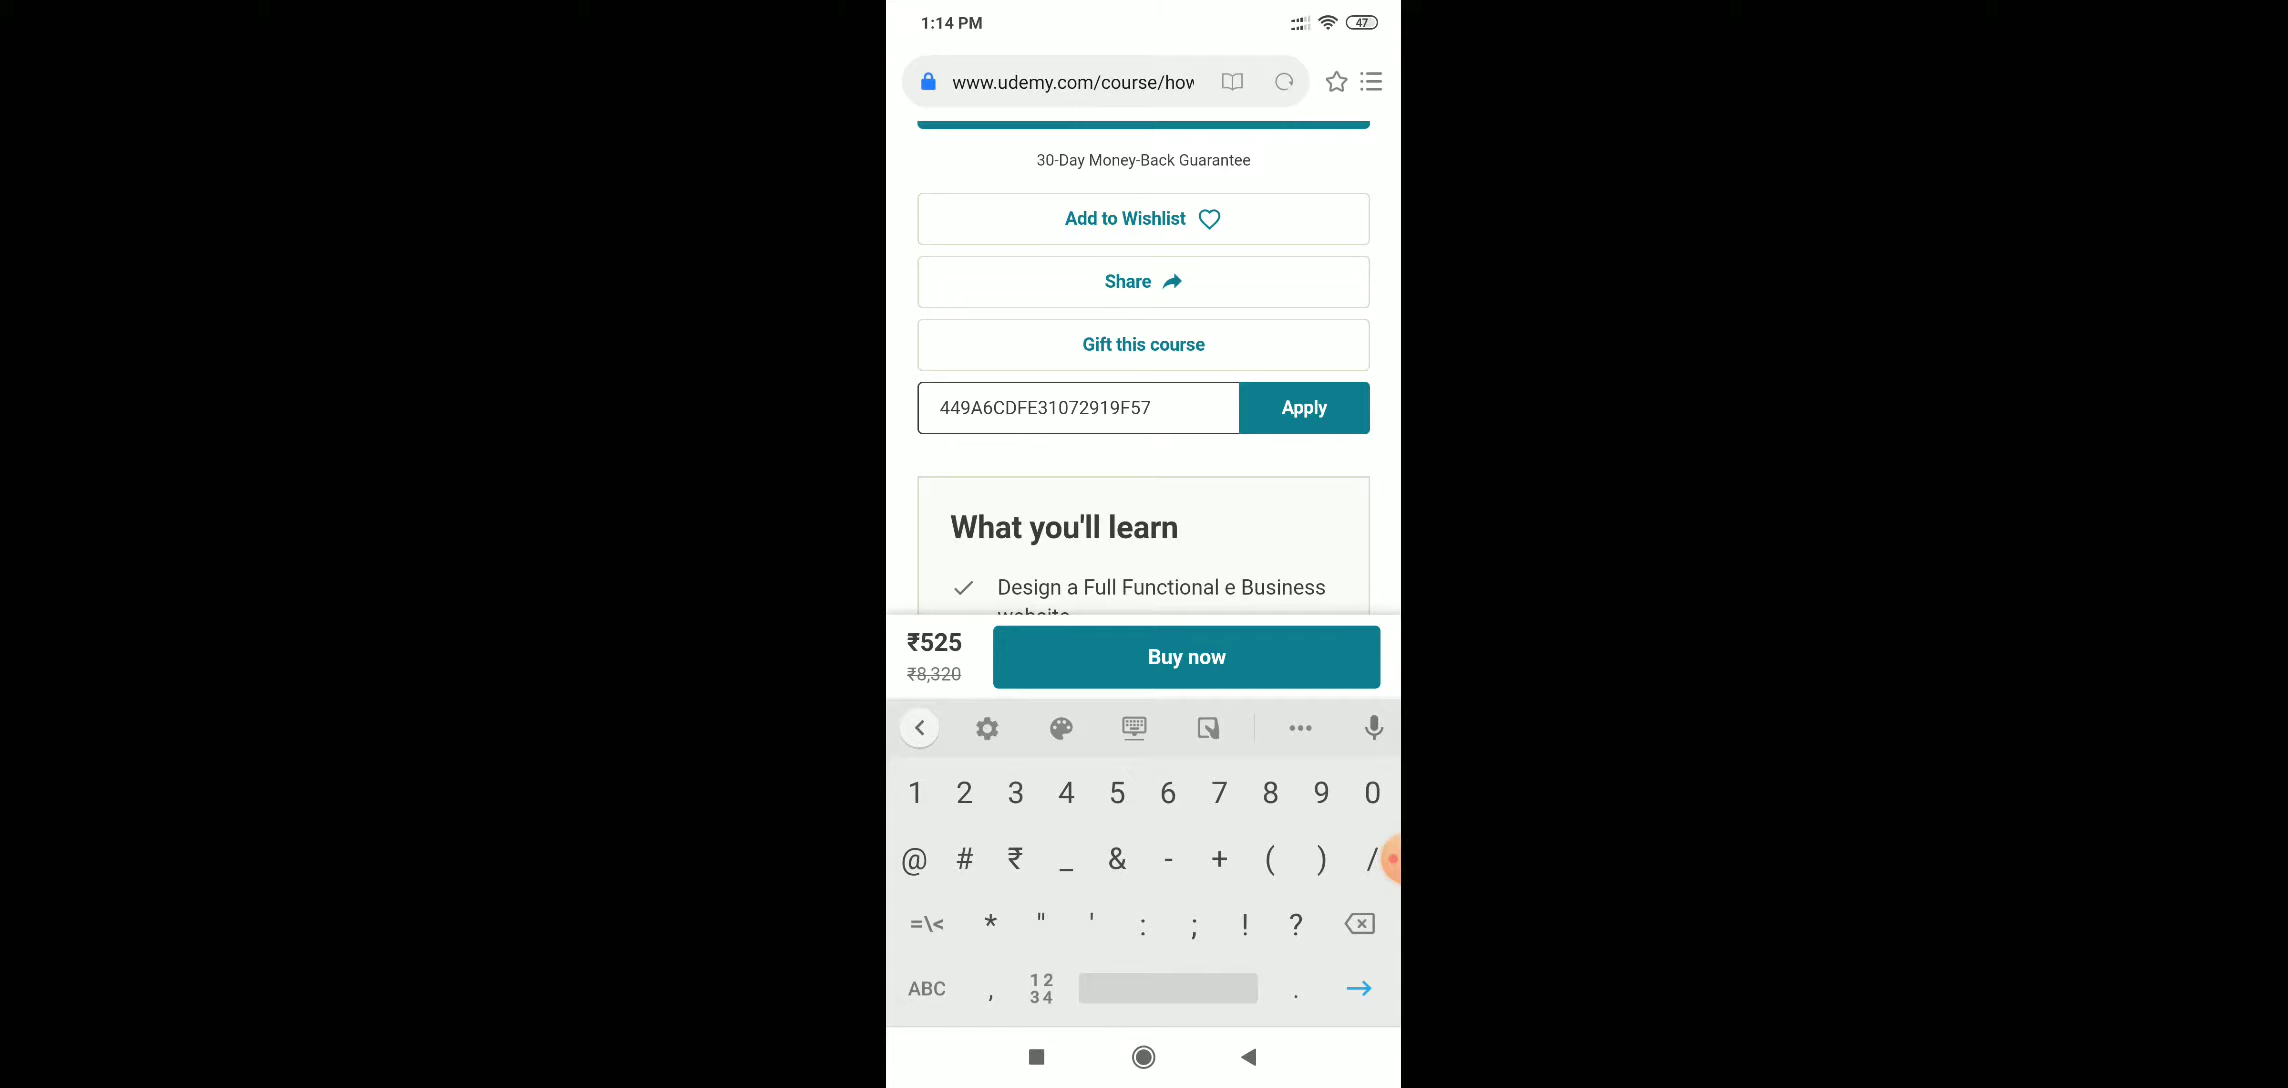 1:14 PM
47
www.udemy.com/course/how
30-Day Money-Back Guarantee
Add to Wishlist
Share
Gift this course
449A6CDFE31072919F57
Apply
What you'll learn
Design a Full Functional e Business
website
₹525
₹8,320
Buy now
1 2 3 4 5 6 7 8 9 0
@ # ₹ _ & - + ( ) /
=\< * " ' : ; ! ?
ABC , 12 34 .